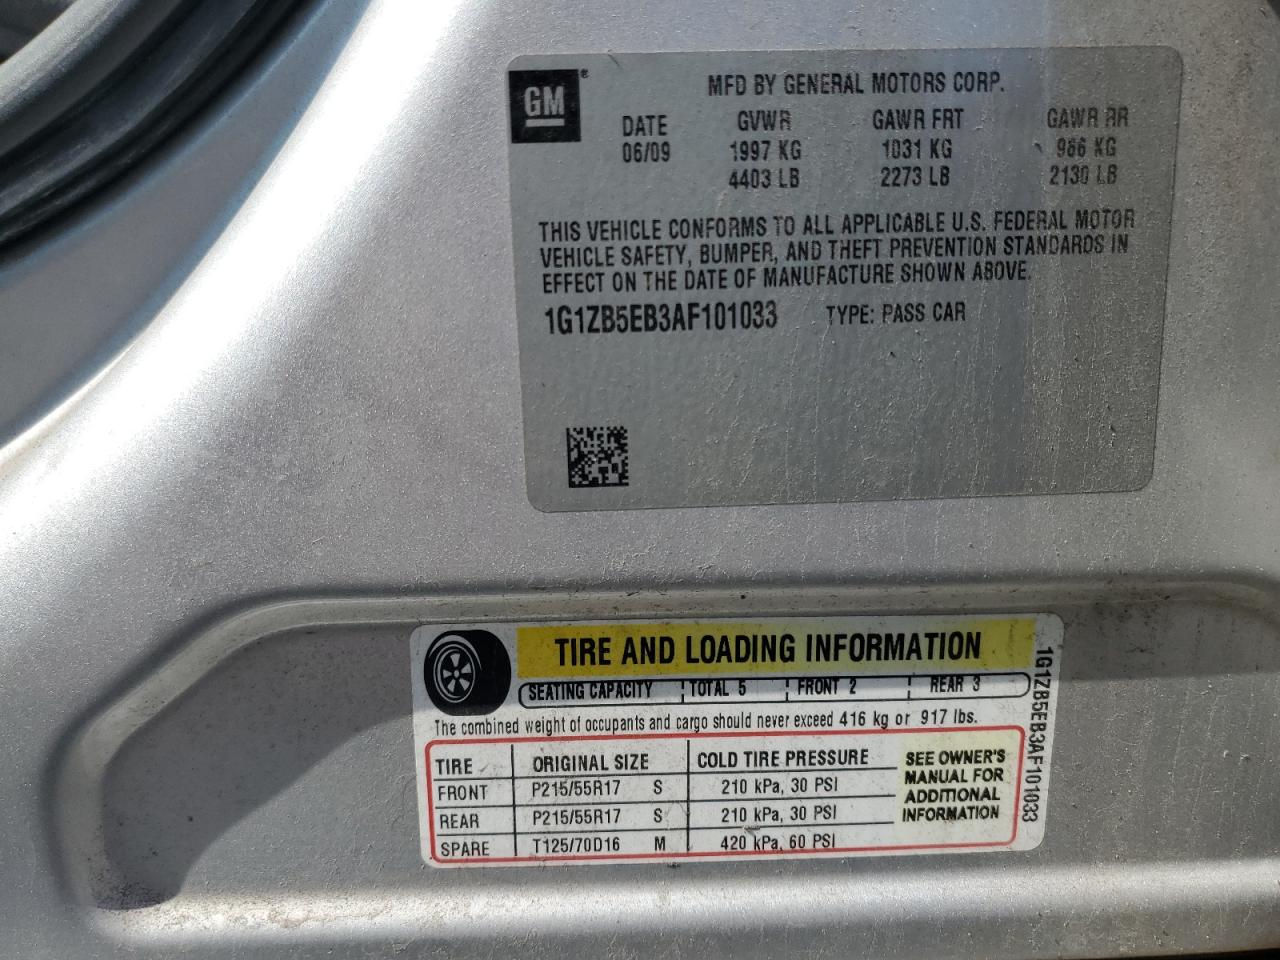 GM®
MFD BY GENERAL MOTORS CORP.
DATE GVWR GAWR FRT GAWR RR
06/09 1997 KG 1031 KG 966 KG
4403 LB 2273 LB 2130 LB
THIS VEHICLE CONFORMS TO ALL APPLICABLE U.S. FEDERAL MOTOR
VEHICLE SAFETY, BUMPER, AND THEFT PREVENTION STANDARDS IN
EFFECT ON THE DATE OF MANUFACTURE SHOWN ABOVE.
1G1ZB5EB3AF101033 TYPE: PASS CAR
TIRE AND LOADING INFORMATION
SEATING CAPACITY TOTAL 5 FRONT 2 REAR 3
The combined weight of occupants and cargo should never exceed 416 kg or 917 lbs.
TIRE ORIGINAL SIZE COLD TIRE PRESSURE
FRONT P215/55R17 S 210 kPa, 30 PSI
REAR P215/55R17 S 210 kPa, 30 PSI
SPARE T125/70D16 M 420 kPa, 60 PSI
SEE OWNER'S
MANUAL FOR
ADDITIONAL
INFORMATION
1G1ZB5EB3AF101033